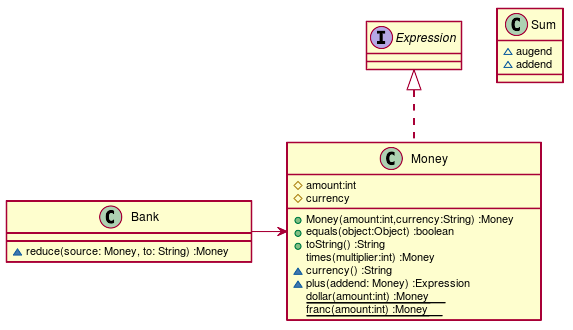 I Expression
C Sum
augend
addend
C Money
amount:int
currency
Money(amount:int,currency:String) :Money
equals(object:Object) :boolean
toString() :String
times(multiplier:int) :Money
currency() :String
plus(addend: Money) :Expression
dollar(amount:int) :Money
franc(amount:int) :Money
C Bank
reduce(source: Money, to: String) :Money